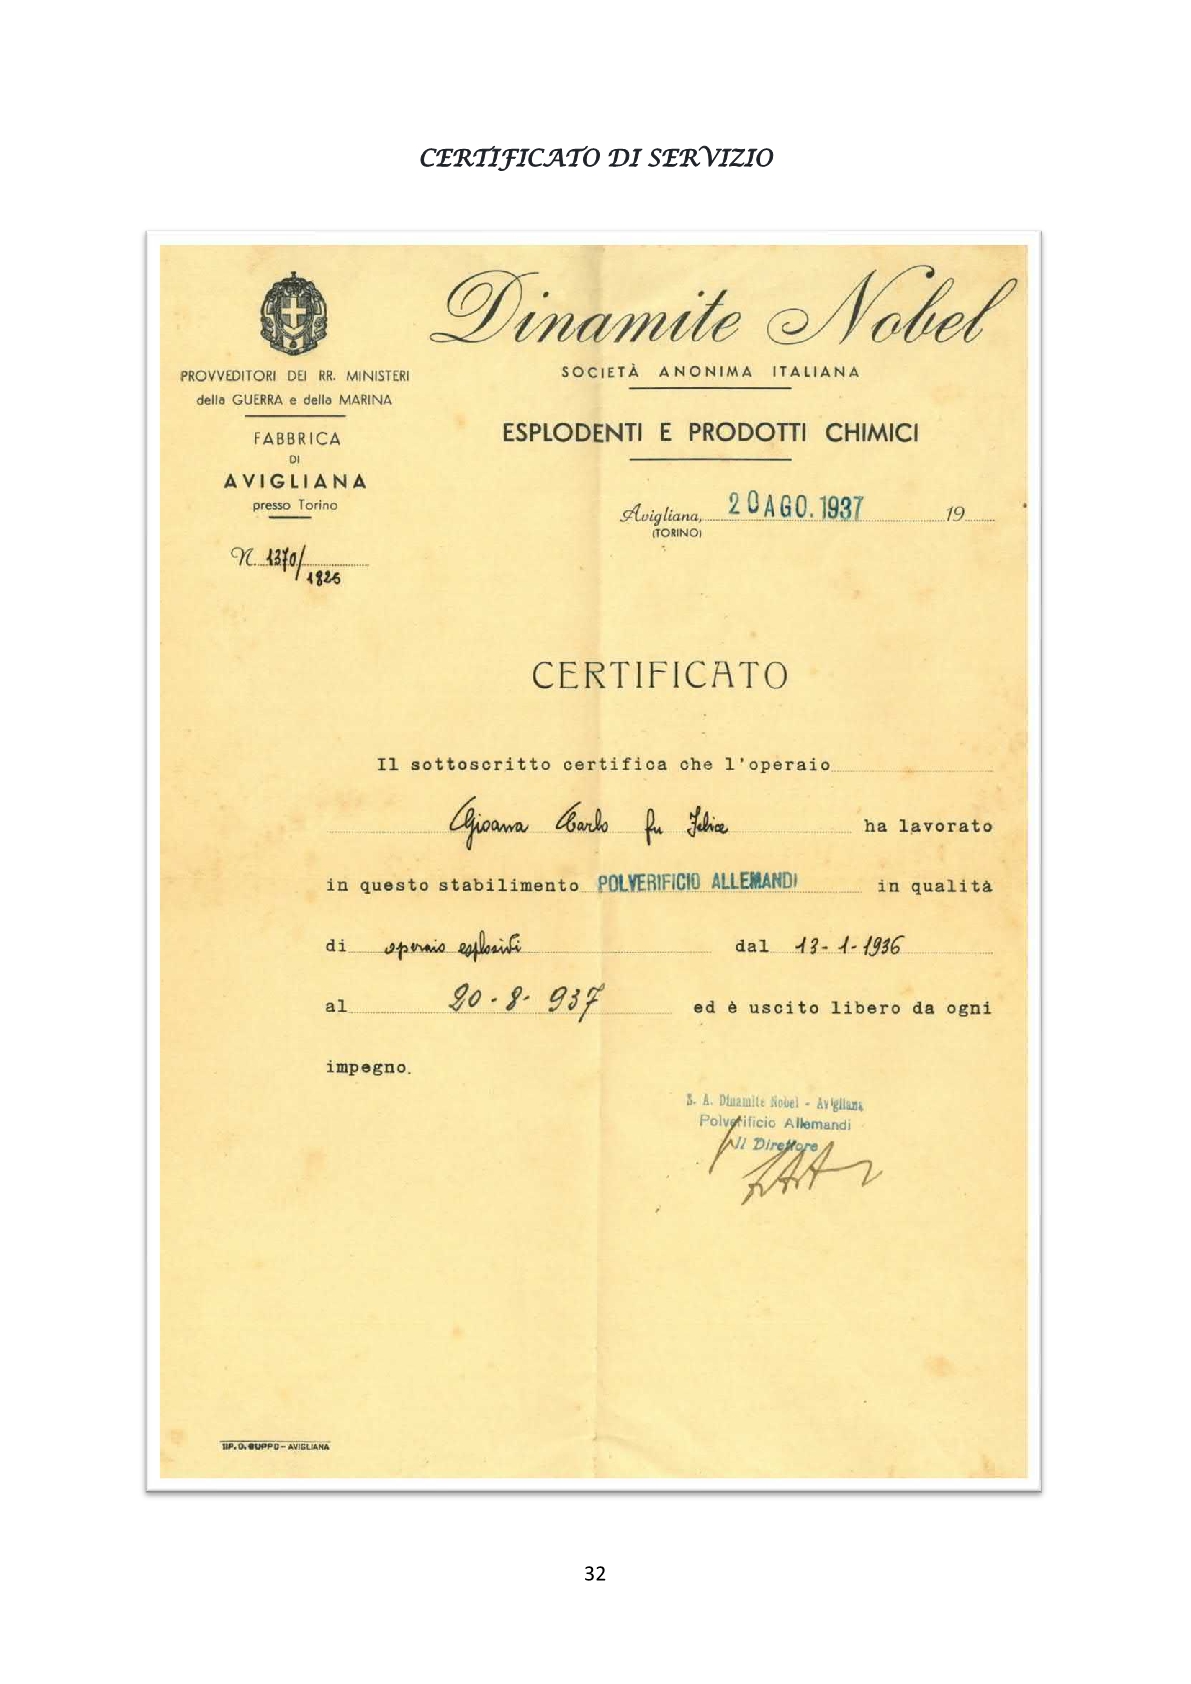 CERTIFICATO DI SERVIZIO
Dinamite Nobel
SOCIETÀ ANONIMA ITALIANA
ESPLODENTI E PRODOTTI CHIMICI
PROVVEDITORI DEI RR. MINISTERI
della GUERRA e della MARINA
FABBRICA
DI
AVIGLIANA
presso Torino
N. 1370/
1826
Avigliana, 20 AGO. 1937 19
(TORINO)
CERTIFICATO
Il sottoscritto certifica che l'operaio
Gioana Carlo fu Felice ha lavorato
in questo stabilimento POLVERIFICIO ALLEMANDI in qualità
di operaio esplosivi dal 13-1-1936
al 20-8-937 ed è uscito libero da ogni
impegno.
S. A. Dinamite Nobel - Avigliana
Polverificio Allemandi
Il Direttore
TIP. AVIGLIANA
32